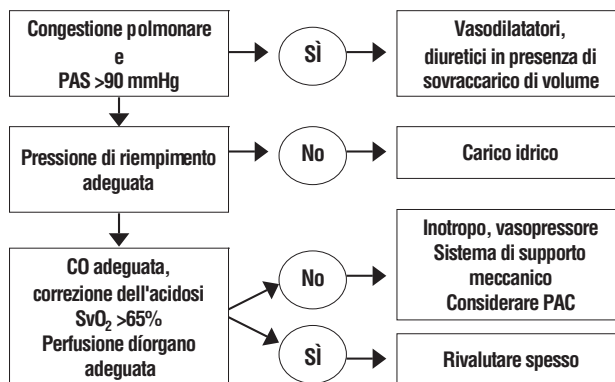 Congestione polmonare
e
PAS >90 mmHg
SÌ
Vasodilatatori,
diuretici in presenza di
sovraccarico di volume
Pressione di riempimento
adeguata
No
Carico idrico
CO adeguata,
correzione dell'acidosi
SvO₂ >65%
Perfusione díorgano
adeguata
No
Inotropo, vasopressore
Sistema di supporto
meccanico
Considerare PAC
SÌ
Rivalutare spesso